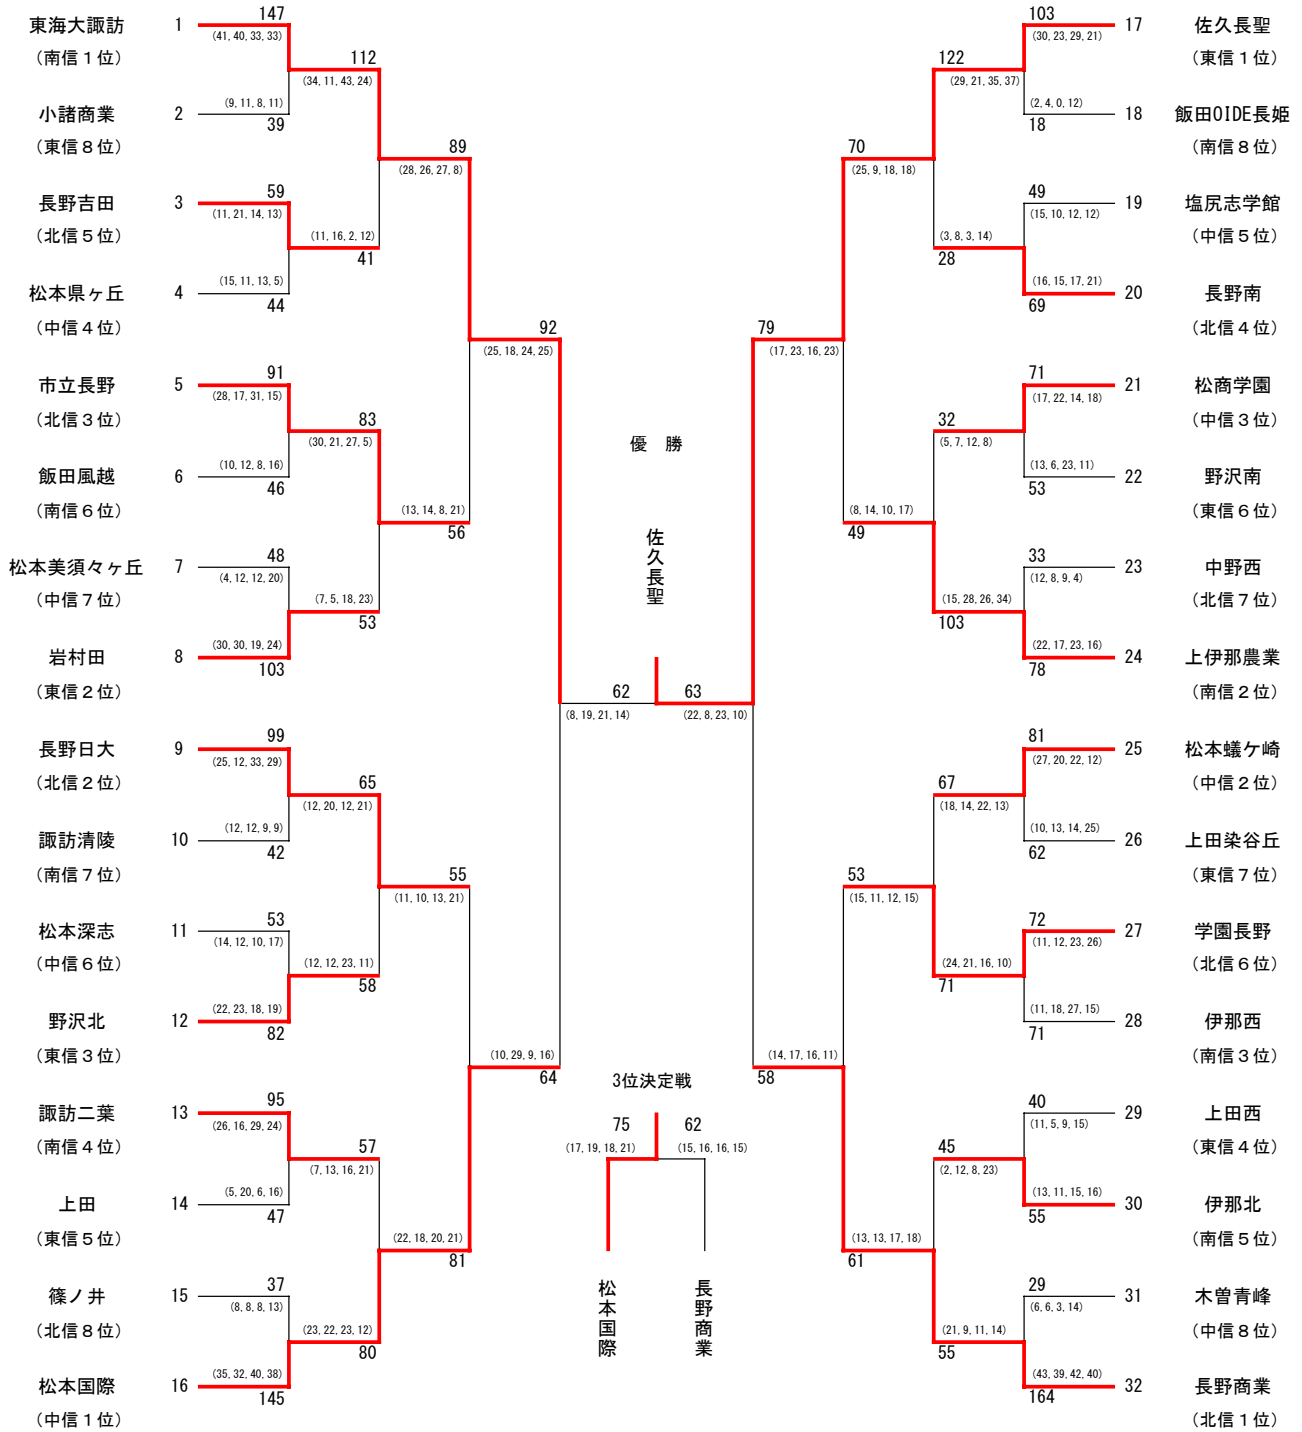 147
東海大諏訪 1 (41, 40, 33, 33)
(南信１位)
112
(34, 11, 43, 24)
(9, 11, 8, 11)
小諸商業 2 39
(東信８位)
89
(28, 26, 27, 8)
59
長野吉田 3 (11, 21, 14, 13)
(北信５位)
(11, 16, 2, 12)
41
(15, 11, 13, 5)
松本県ヶ丘 4 44
(中信４位)
92
(25, 18, 24, 25)
91
市立長野 5 (28, 17, 31, 15)
(北信３位)
83
(30, 21, 27, 5)
(10, 12, 8, 16)
飯田風越 6 46
(南信６位)
(13, 14, 8, 21)
56
48
松本美須々ヶ丘 7 (4, 12, 12, 20)
(中信７位)
(7, 5, 18, 23)
53
(30, 30, 19, 24)
岩村田 8 103
(東信２位)
62
(8, 19, 21, 14)
99
長野日大 9 (25, 12, 33, 29)
(北信２位)
65
(12, 20, 12, 21)
(12, 12, 9, 9)
諏訪清陵 10 42
(南信７位)
55
(11, 10, 13, 21)
53
松本深志 11 (14, 12, 10, 17)
(中信６位)
(12, 12, 23, 11)
58
(22, 23, 18, 19)
野沢北 12 82
(東信３位)
(10, 29, 9, 16)
64
95
諏訪二葉 13 (26, 16, 29, 24)
(南信４位)
57
(7, 13, 16, 21)
(5, 20, 6, 16)
上田 14 47
(東信５位)
(22, 18, 20, 21)
81
37
篠ノ井 15 (8, 8, 8, 13)
(北信８位)
(23, 22, 23, 12)
80
(35, 32, 40, 38)
松本国際 16 145
(中信１位)
優　勝
佐久長聖
3位決定戦
75 62
(17, 19, 18, 21) (15, 16, 16, 15)
松本国際
長野商業
103
(30, 23, 29, 21) 17 佐久長聖
(東信１位)
122
(29, 21, 35, 37)
(2, 4, 0, 12)
18 18 飯田OIDE長姫
(南信８位)
70
(25, 9, 18, 18)
49
(15, 10, 12, 12) 19 塩尻志学館
(中信５位)
(3, 8, 3, 14)
28
(16, 15, 17, 21)
69 20 長野南
(北信４位)
79
(17, 23, 16, 23)
71
(17, 22, 14, 18) 21 松商学園
(中信３位)
32
(5, 7, 12, 8)
(13, 6, 23, 11)
53 22 野沢南
(東信６位)
(8, 14, 10, 17)
49
33
(12, 8, 9, 4) 23 中野西
(北信７位)
(15, 28, 26, 34)
103
(22, 17, 23, 16)
78 24 上伊那農業
(南信２位)
63
(22, 8, 23, 10)
81
(27, 20, 22, 12) 25 松本蟻ケ崎
(中信２位)
67
(18, 14, 22, 13)
(10, 13, 14, 25)
62 26 上田染谷丘
(東信７位)
53
(15, 11, 12, 15)
72
(11, 12, 23, 26) 27 学園長野
(北信６位)
(24, 21, 16, 10)
71
(11, 18, 27, 15)
71 28 伊那西
(南信３位)
(14, 17, 16, 11)
58
40
(11, 5, 9, 15) 29 上田西
(東信４位)
45
(2, 12, 8, 23)
(13, 11, 15, 16)
55 30 伊那北
(南信５位)
(13, 13, 17, 18)
61
29
(6, 6, 3, 14) 31 木曽青峰
(中信８位)
(21, 9, 11, 14)
55
(43, 39, 42, 40)
164 32 長野商業
(北信１位)